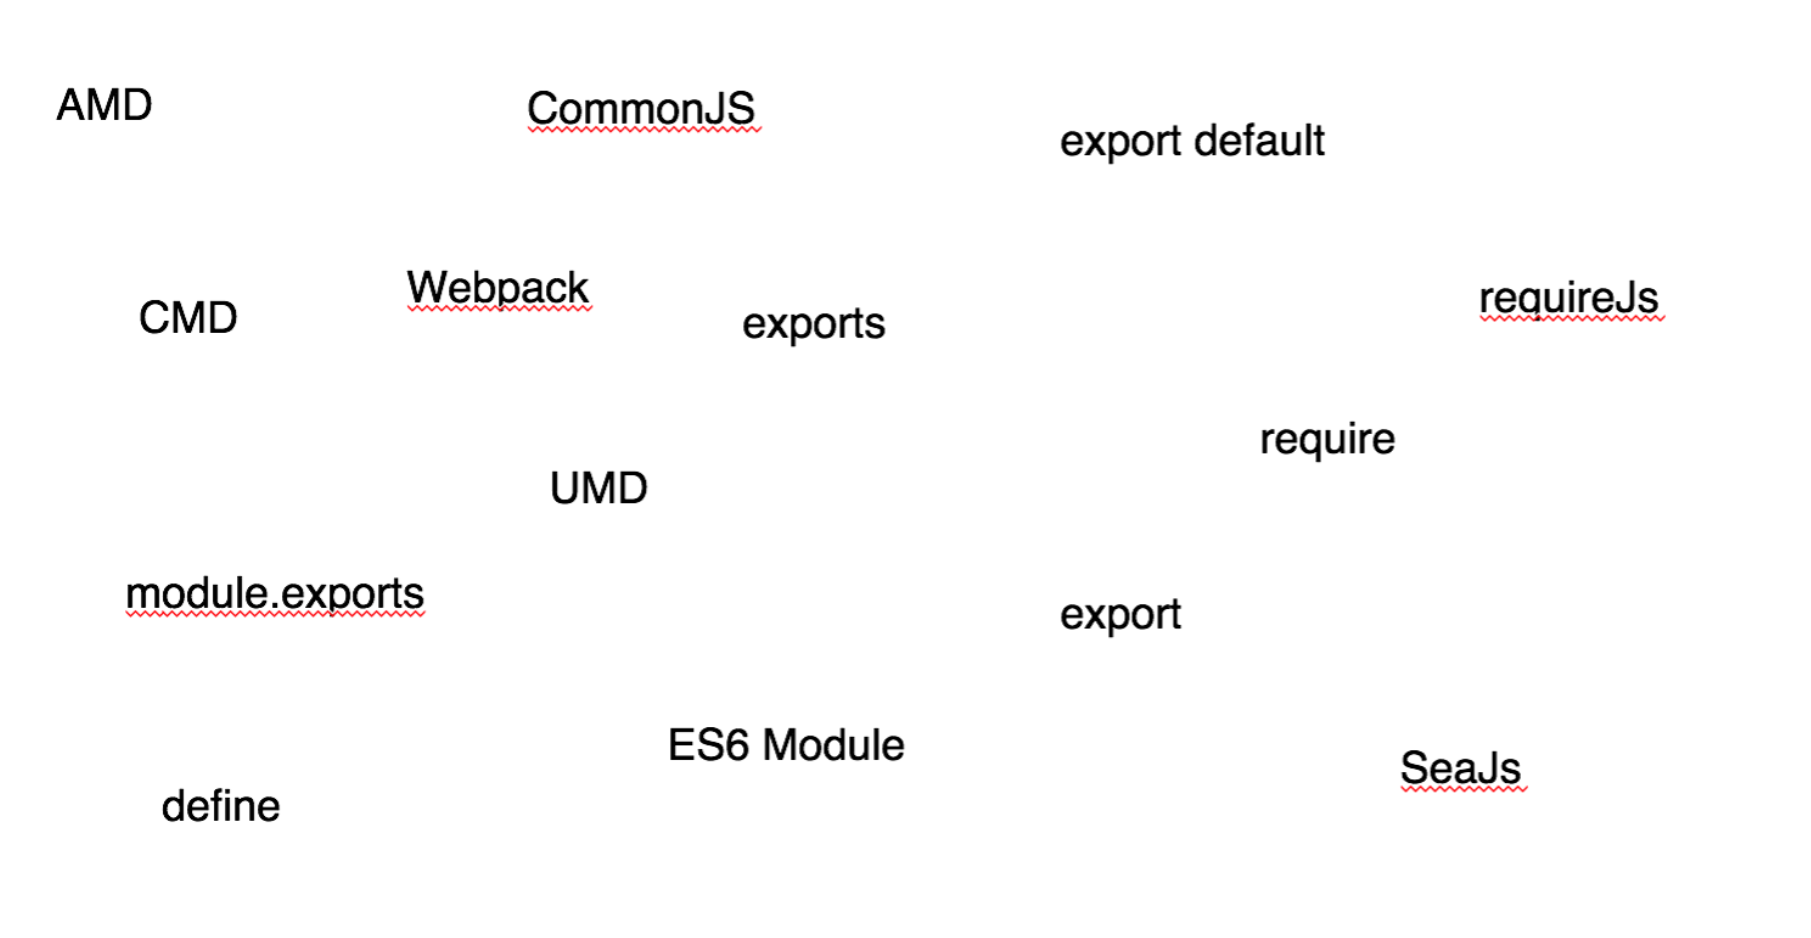 AMD
CommonJS
export default
Webpack
CMD
exports
requireJs
require
UMD
module.exports
export
ES6 Module
SeaJs
define